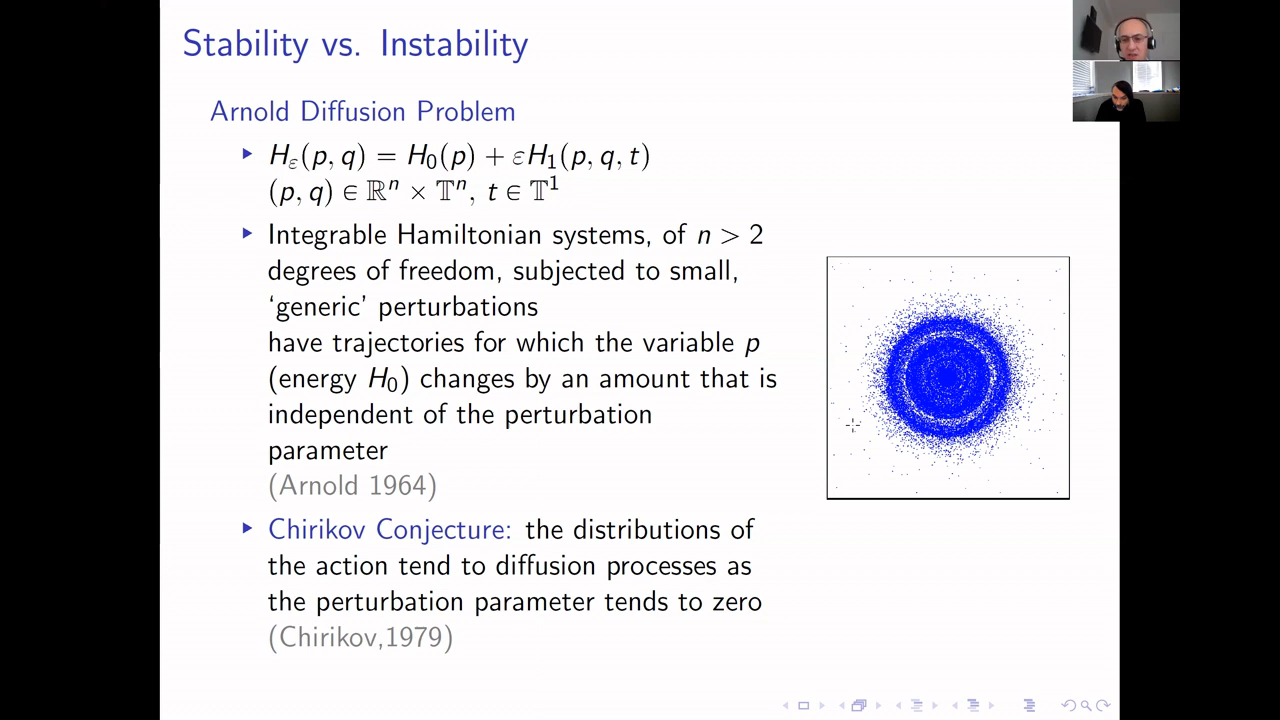 Stability vs. Instability
Arnold Diffusion Problem
Hε(p, q) = H₀(p) + εH₁(p, q, t)
(p, q) ∈ ℝⁿ × 𝕋ⁿ, t ∈ 𝕋¹
Integrable Hamiltonian systems, of n > 2
degrees of freedom, subjected to small,
‘generic’ perturbations
have trajectories for which the variable p
(energy H₀) changes by an amount that is
independent of the perturbation
parameter
(Arnold 1964)
Chirikov Conjecture: the distributions of
the action tend to diffusion processes as
the perturbation parameter tends to zero
(Chirikov,1979)